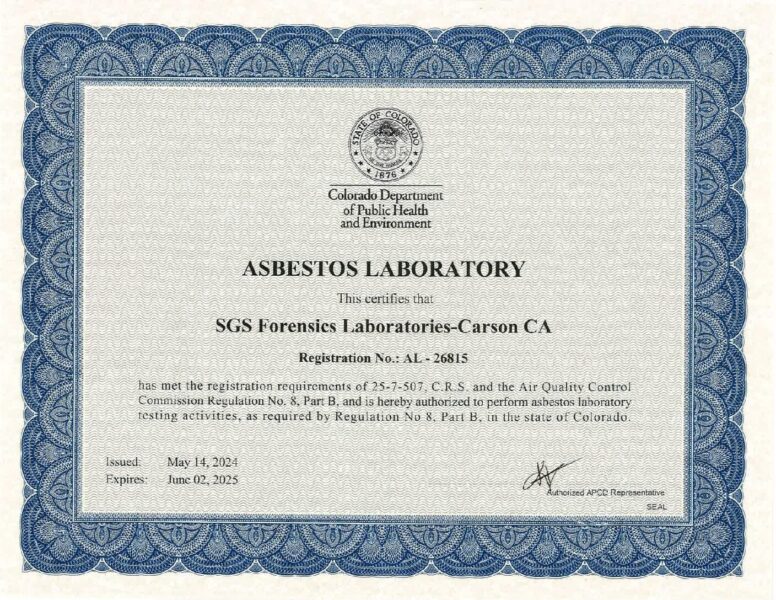 STATE OF COLORADO
1876
Colorado Department
of Public Health
and Environment
ASBESTOS LABORATORY
This certifies that
SGS Forensics Laboratories-Carson CA
Registration No.: AL - 26815
has met the registration requirements of 25-7-507, C.R.S. and the Air Quality Control
Commission Regulation No. 8, Part B, and is hereby authorized to perform asbestos laboratory
testing activities, as required by Regulation No 8, Part B, in the state of Colorado.
Issued: May 14, 2024
Expires: June 02, 2025
Authorized APCD Representative
SEAL